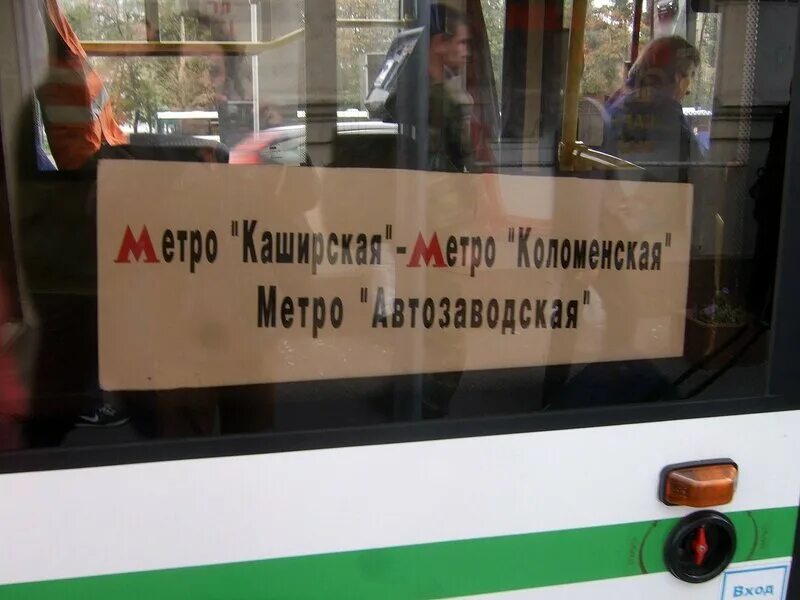 Метро "Каширская"-Метро "Коломенская"
Метро "Автозаводская"
Вход